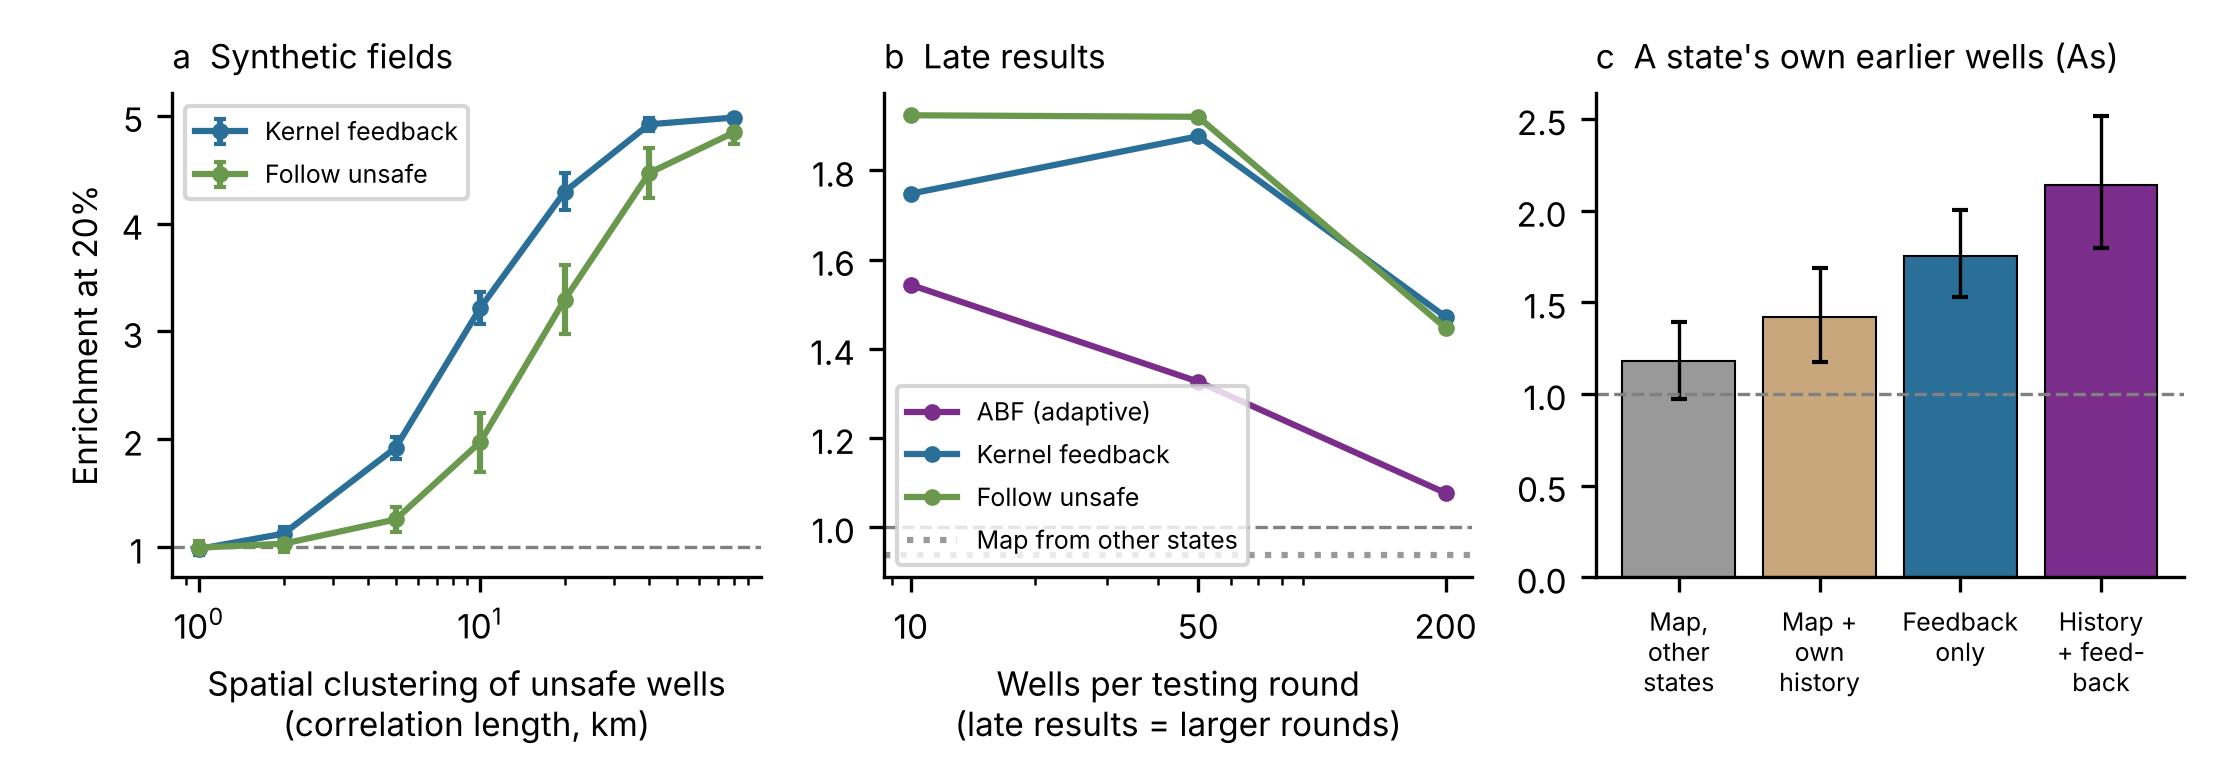 a Synthetic fields
Kernel feedback
Follow unsafe
Enrichment at 20%
5
4
3
2
1
10⁰
10¹
Spatial clustering of unsafe wells
(correlation length, km)
b Late results
1.8
1.6
1.4
1.2
1.0
ABF (adaptive)
Kernel feedback
Follow unsafe
Map from other states
10
50
200
Wells per testing round
(late results = larger rounds)
c A state's own earlier wells (As)
2.5
2.0
1.5
1.0
0.5
0.0
Map,
other
states
Map +
own
history
Feedback
only
History
+ feed-
back